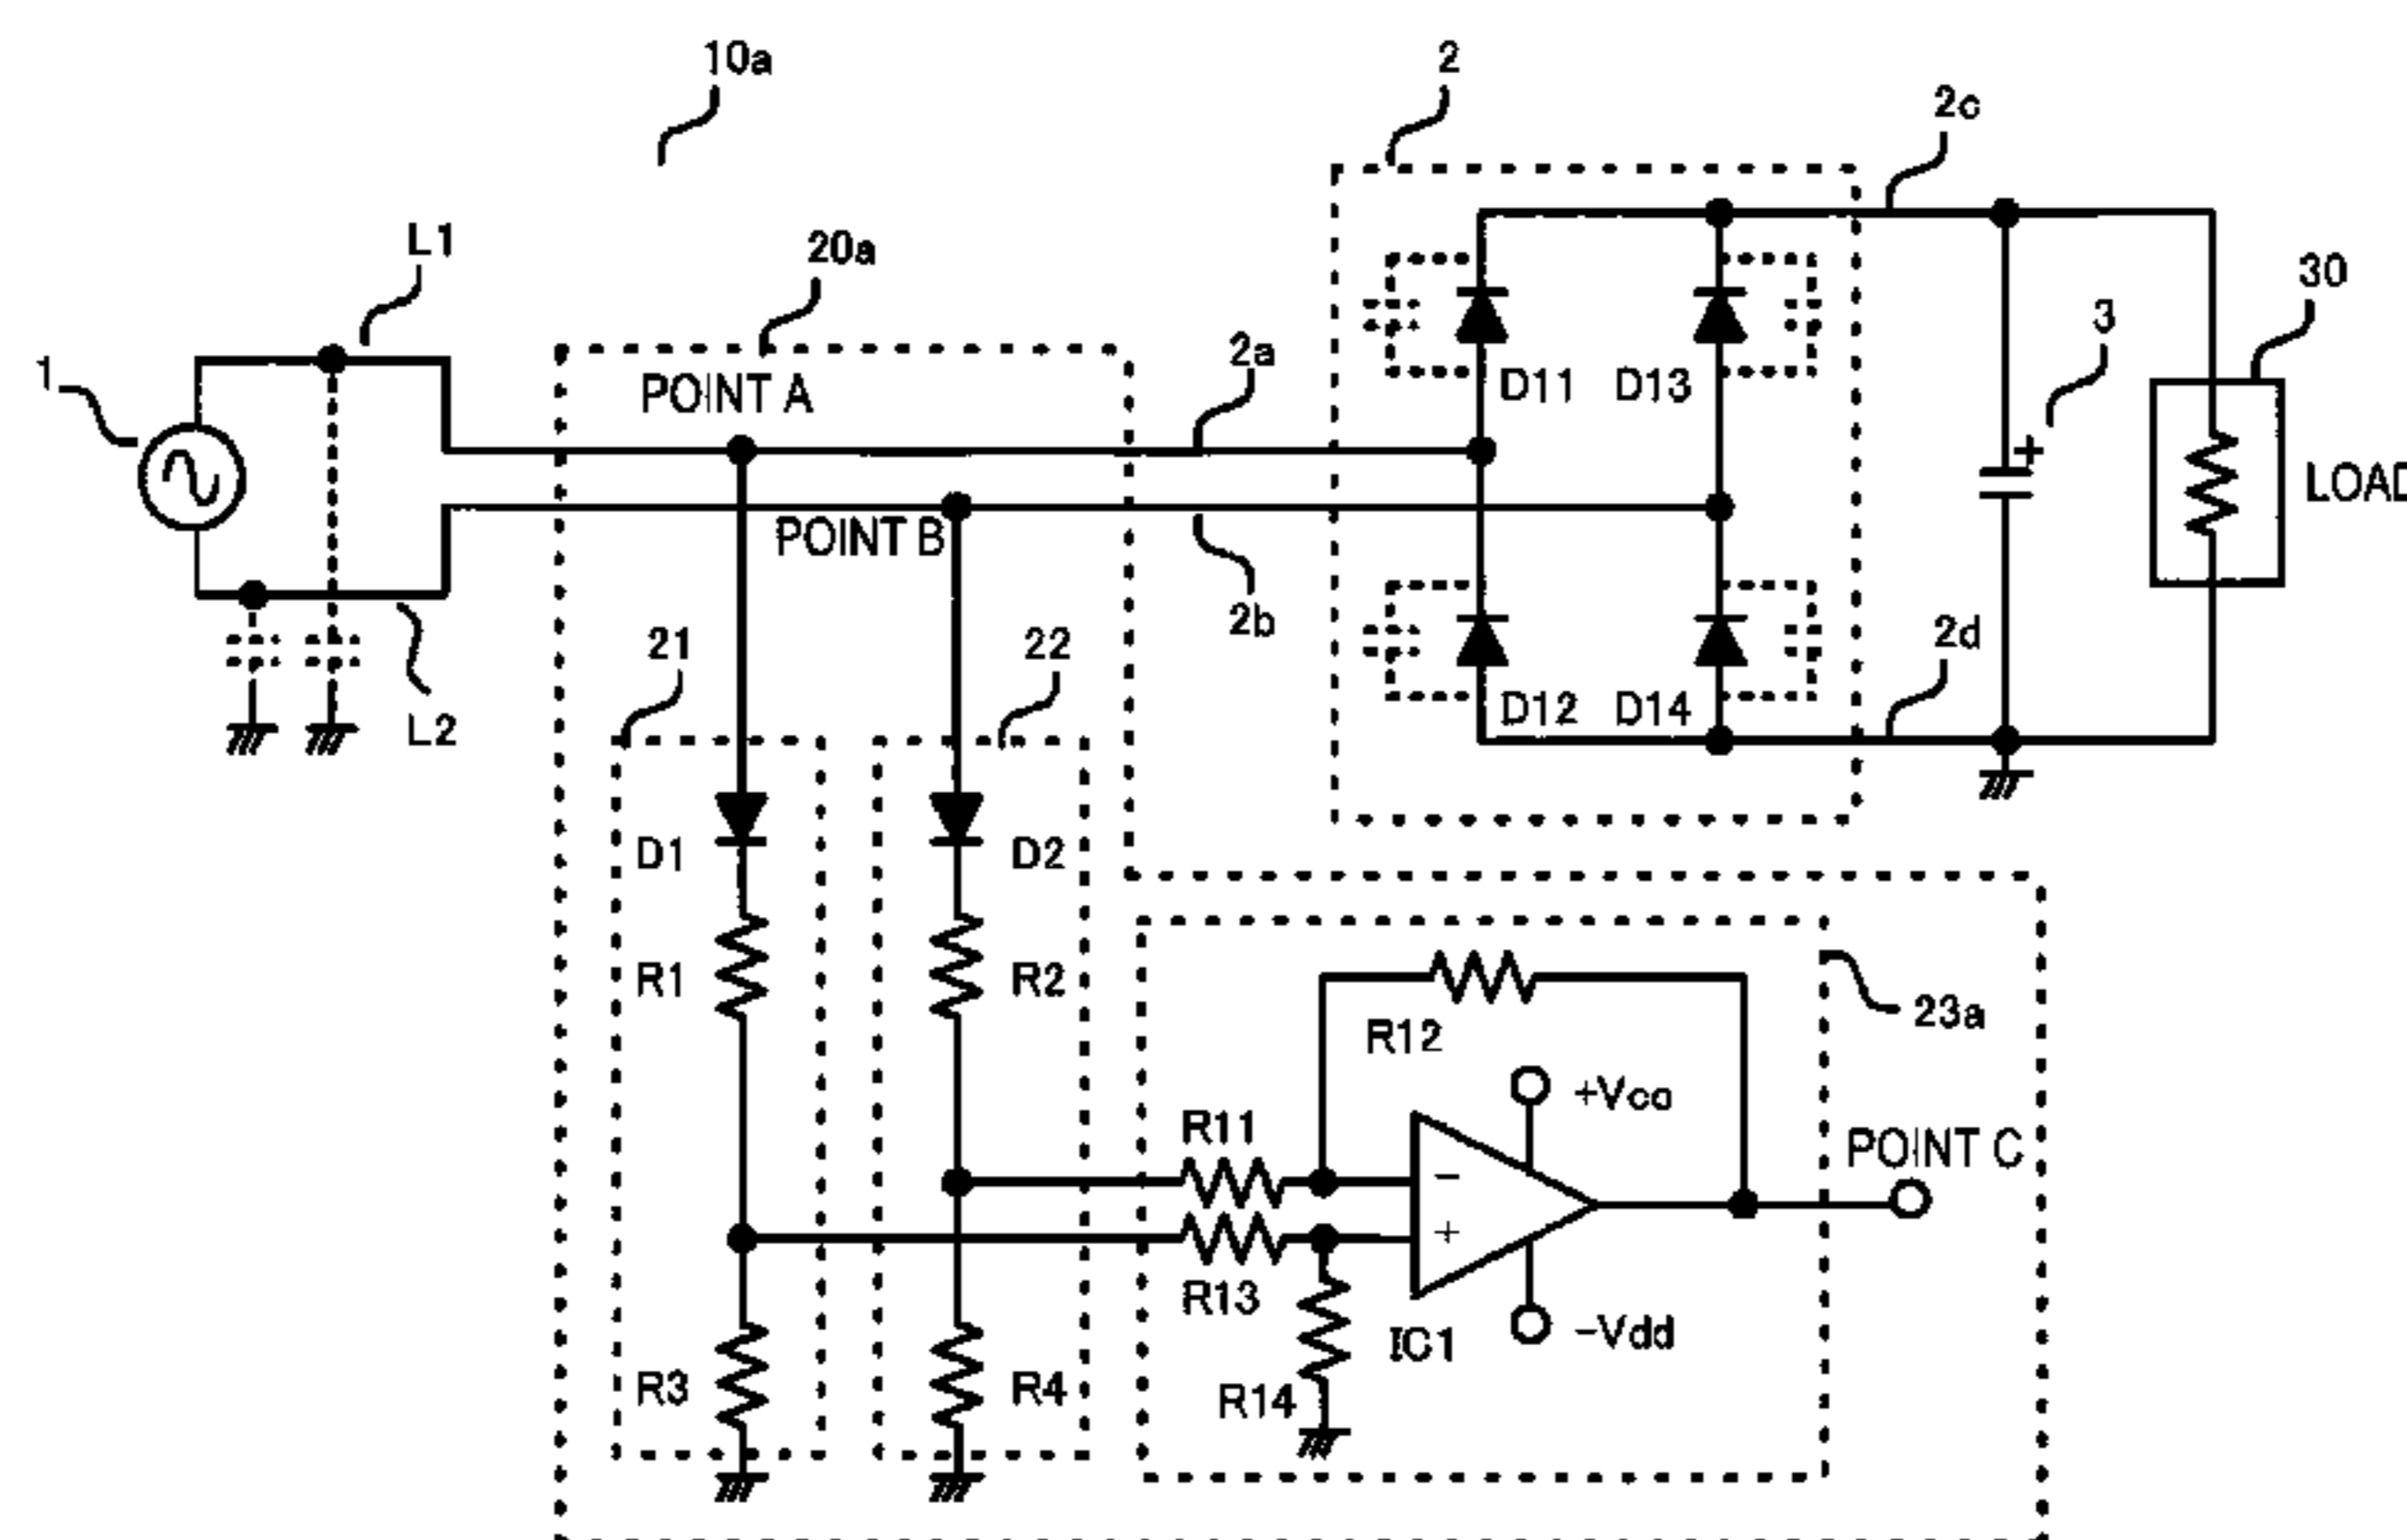 10a
2
2c
L1
20a
30
3
1
2a
POINT A
D11
D13
+
LOAD
POINT B
2b
21
22
2d
L2
D12
D14
D1
D2
R1
R2
23a
R12
+Vcc
R11
POINT C
-
+
R13
IC1
-Vdd
R3
R4
R14